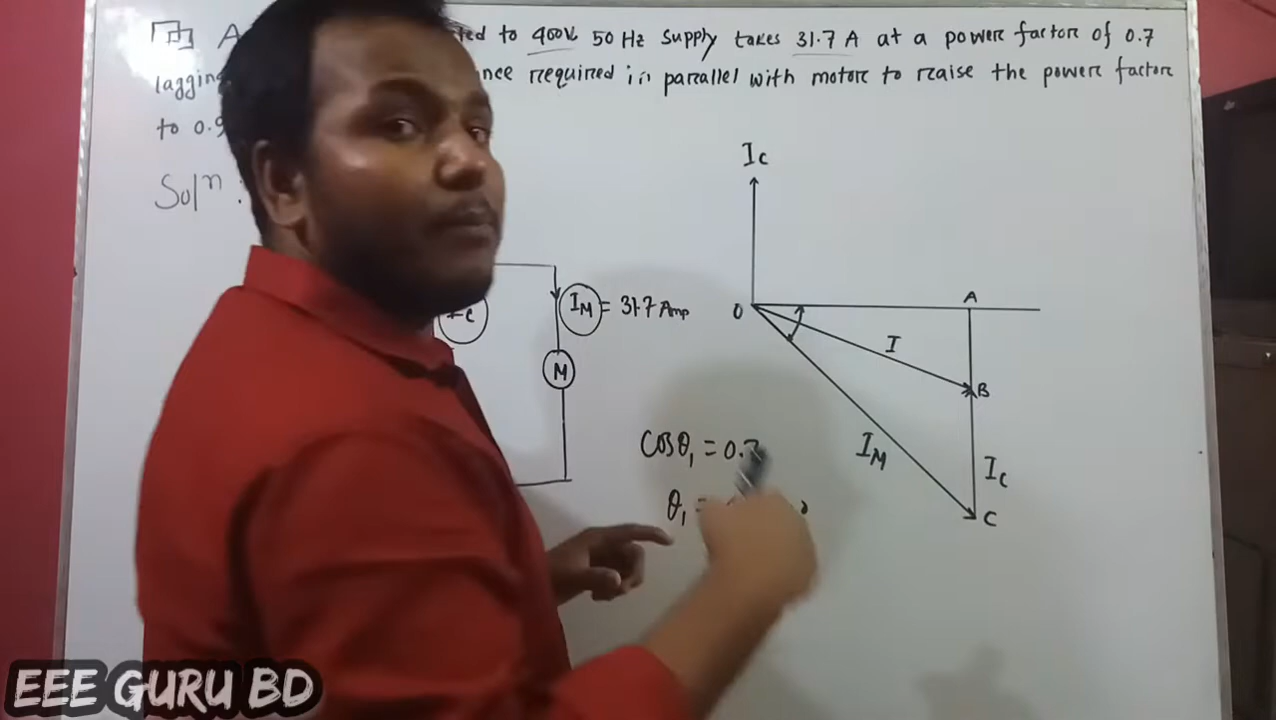 A ted to 400V 50 Hz supply takes 31.7 A at a power factor of 0.7
lagging nce required in parallel with motor to raise the power factor
to 0.9
Solⁿ :
Ic
O
A
I
B
IM
Ic
C
Ic
IM = 31.7 Amp
M
cosθ₁ = 0.7
θ₁ =
EEE GURU BD